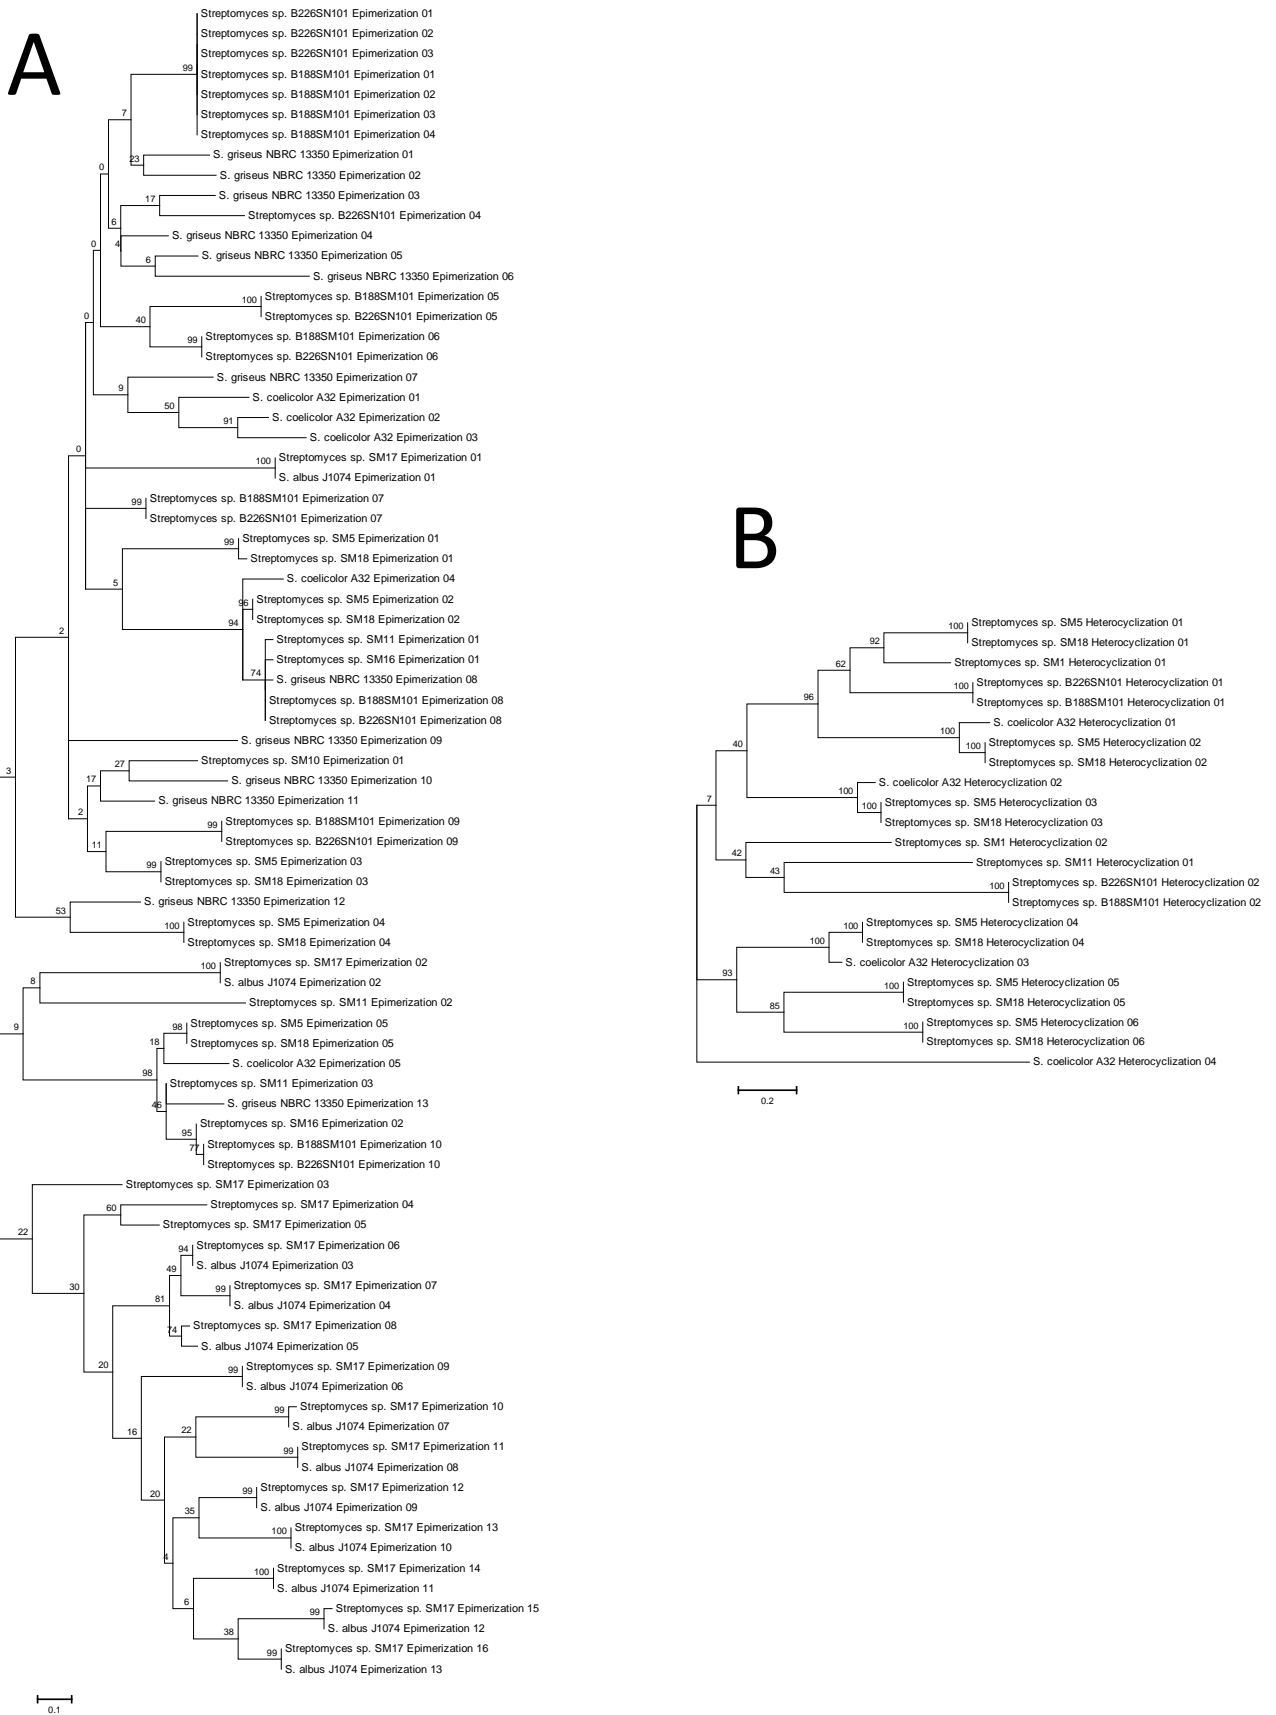 A
Streptomyces sp. B226SN101 Epimerization 01
Streptomyces sp. B226SN101 Epimerization 02
Streptomyces sp. B226SN101 Epimerization 03
99
Streptomyces sp. B188SM101 Epimerization 01
Streptomyces sp. B188SM101 Epimerization 02
7
Streptomyces sp. B188SM101 Epimerization 03
Streptomyces sp. B188SM101 Epimerization 04
23
S. griseus NBRC 13350 Epimerization 01
0
S. griseus NBRC 13350 Epimerization 02
17
S. griseus NBRC 13350 Epimerization 03
6
Streptomyces sp. B226SN101 Epimerization 04
0
4
S. griseus NBRC 13350 Epimerization 04
6
S. griseus NBRC 13350 Epimerization 05
S. griseus NBRC 13350 Epimerization 06
100
Streptomyces sp. B188SM101 Epimerization 05
0
40
Streptomyces sp. B226SN101 Epimerization 05
99
Streptomyces sp. B188SM101 Epimerization 06
Streptomyces sp. B226SN101 Epimerization 06
9
S. griseus NBRC 13350 Epimerization 07
50
S. coelicolor A32 Epimerization 01
91
S. coelicolor A32 Epimerization 02
S. coelicolor A32 Epimerization 03
0
100
Streptomyces sp. SM17 Epimerization 01
S. albus J1074 Epimerization 01
99
Streptomyces sp. B188SM101 Epimerization 07
Streptomyces sp. B226SN101 Epimerization 07
99
Streptomyces sp. SM5 Epimerization 01
Streptomyces sp. SM18 Epimerization 01
5
S. coelicolor A32 Epimerization 04
96
Streptomyces sp. SM5 Epimerization 02
94
Streptomyces sp. SM18 Epimerization 02
2
Streptomyces sp. SM11 Epimerization 01
Streptomyces sp. SM16 Epimerization 01
74
S. griseus NBRC 13350 Epimerization 08
Streptomyces sp. B188SM101 Epimerization 08
Streptomyces sp. B226SN101 Epimerization 08
S. griseus NBRC 13350 Epimerization 09
3
27
Streptomyces sp. SM10 Epimerization 01
17
S. griseus NBRC 13350 Epimerization 10
S. griseus NBRC 13350 Epimerization 11
2
99
Streptomyces sp. B188SM101 Epimerization 09
11
Streptomyces sp. B226SN101 Epimerization 09
99
Streptomyces sp. SM5 Epimerization 03
Streptomyces sp. SM18 Epimerization 03
53
S. griseus NBRC 13350 Epimerization 12
100
Streptomyces sp. SM5 Epimerization 04
Streptomyces sp. SM18 Epimerization 04
100
Streptomyces sp. SM17 Epimerization 02
8
S. albus J1074 Epimerization 02
Streptomyces sp. SM11 Epimerization 02
9
98
Streptomyces sp. SM5 Epimerization 05
18
Streptomyces sp. SM18 Epimerization 05
S. coelicolor A32 Epimerization 05
98
Streptomyces sp. SM11 Epimerization 03
46
S. griseus NBRC 13350 Epimerization 13
95
Streptomyces sp. SM16 Epimerization 02
77
Streptomyces sp. B188SM101 Epimerization 10
Streptomyces sp. B226SN101 Epimerization 10
Streptomyces sp. SM17 Epimerization 03
22
60
Streptomyces sp. SM17 Epimerization 04
Streptomyces sp. SM17 Epimerization 05
30
94
Streptomyces sp. SM17 Epimerization 06
49
S. albus J1074 Epimerization 03
99
Streptomyces sp. SM17 Epimerization 07
81
S. albus J1074 Epimerization 04
74
Streptomyces sp. SM17 Epimerization 08
S. albus J1074 Epimerization 05
20
99
Streptomyces sp. SM17 Epimerization 09
S. albus J1074 Epimerization 06
16
99
Streptomyces sp. SM17 Epimerization 10
22
S. albus J1074 Epimerization 07
99
Streptomyces sp. SM17 Epimerization 11
S. albus J1074 Epimerization 08
20
99
Streptomyces sp. SM17 Epimerization 12
35
S. albus J1074 Epimerization 09
100
Streptomyces sp. SM17 Epimerization 13
S. albus J1074 Epimerization 10
4
100
Streptomyces sp. SM17 Epimerization 14
6
S. albus J1074 Epimerization 11
99
Streptomyces sp. SM17 Epimerization 15
38
S. albus J1074 Epimerization 12
99
Streptomyces sp. SM17 Epimerization 16
S. albus J1074 Epimerization 13
0.1
B
100
Streptomyces sp. SM5 Heterocyclization 01
92
Streptomyces sp. SM18 Heterocyclization 01
62
Streptomyces sp. SM1 Heterocyclization 01
100
Streptomyces sp. B226SN101 Heterocyclization 01
96
Streptomyces sp. B188SM101 Heterocyclization 01
100
S. coelicolor A32 Heterocyclization 01
40
100
Streptomyces sp. SM5 Heterocyclization 02
Streptomyces sp. SM18 Heterocyclization 02
100
S. coelicolor A32 Heterocyclization 02
7
100
Streptomyces sp. SM5 Heterocyclization 03
Streptomyces sp. SM18 Heterocyclization 03
42
Streptomyces sp. SM1 Heterocyclization 02
43
Streptomyces sp. SM11 Heterocyclization 01
100
Streptomyces sp. B226SN101 Heterocyclization 02
Streptomyces sp. B188SM101 Heterocyclization 02
100
Streptomyces sp. SM5 Heterocyclization 04
100
Streptomyces sp. SM18 Heterocyclization 04
93
S. coelicolor A32 Heterocyclization 03
100
Streptomyces sp. SM5 Heterocyclization 05
85
Streptomyces sp. SM18 Heterocyclization 05
100
Streptomyces sp. SM5 Heterocyclization 06
Streptomyces sp. SM18 Heterocyclization 06
S. coelicolor A32 Heterocyclization 04
0.2